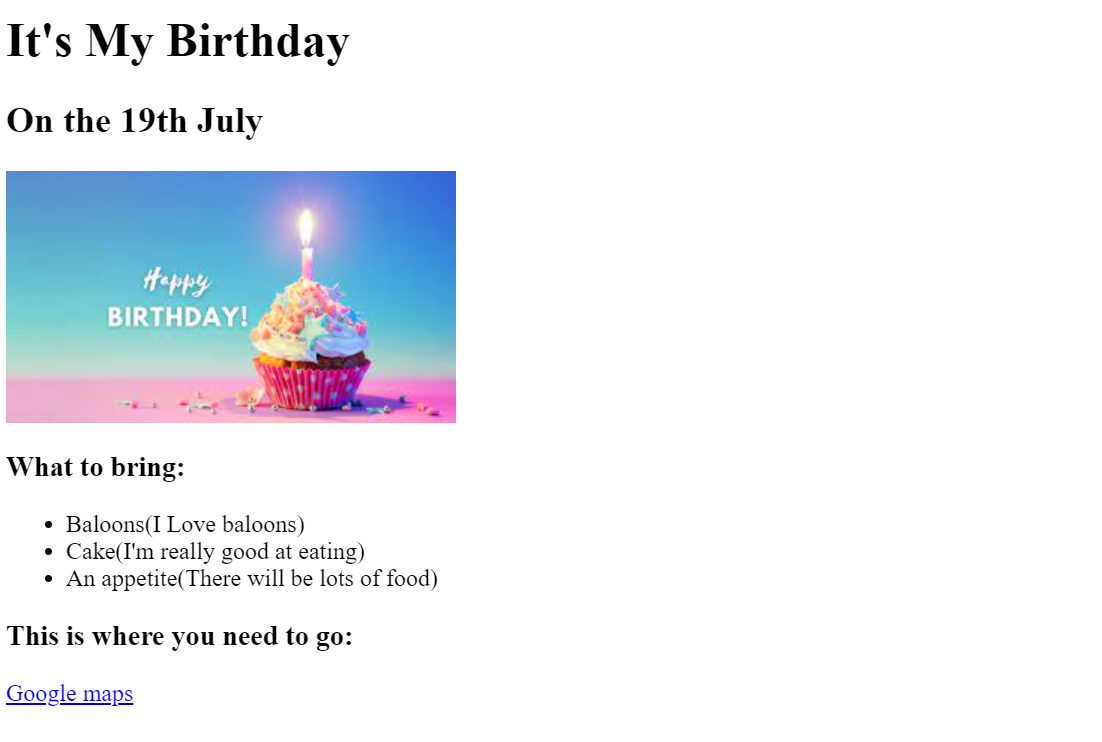 It's My Birthday
On the 19th July
Happy
BIRTHDAY!
What to bring:
Baloons(I Love baloons)
Cake(I'm really good at eating)
An appetite(There will be lots of food)
This is where you need to go:
Google maps